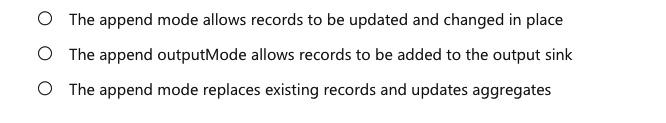 The append mode allows records to be updated and changed in place
The append outputMode allows records to be added to the output sink
The append mode replaces existing records and updates aggregates